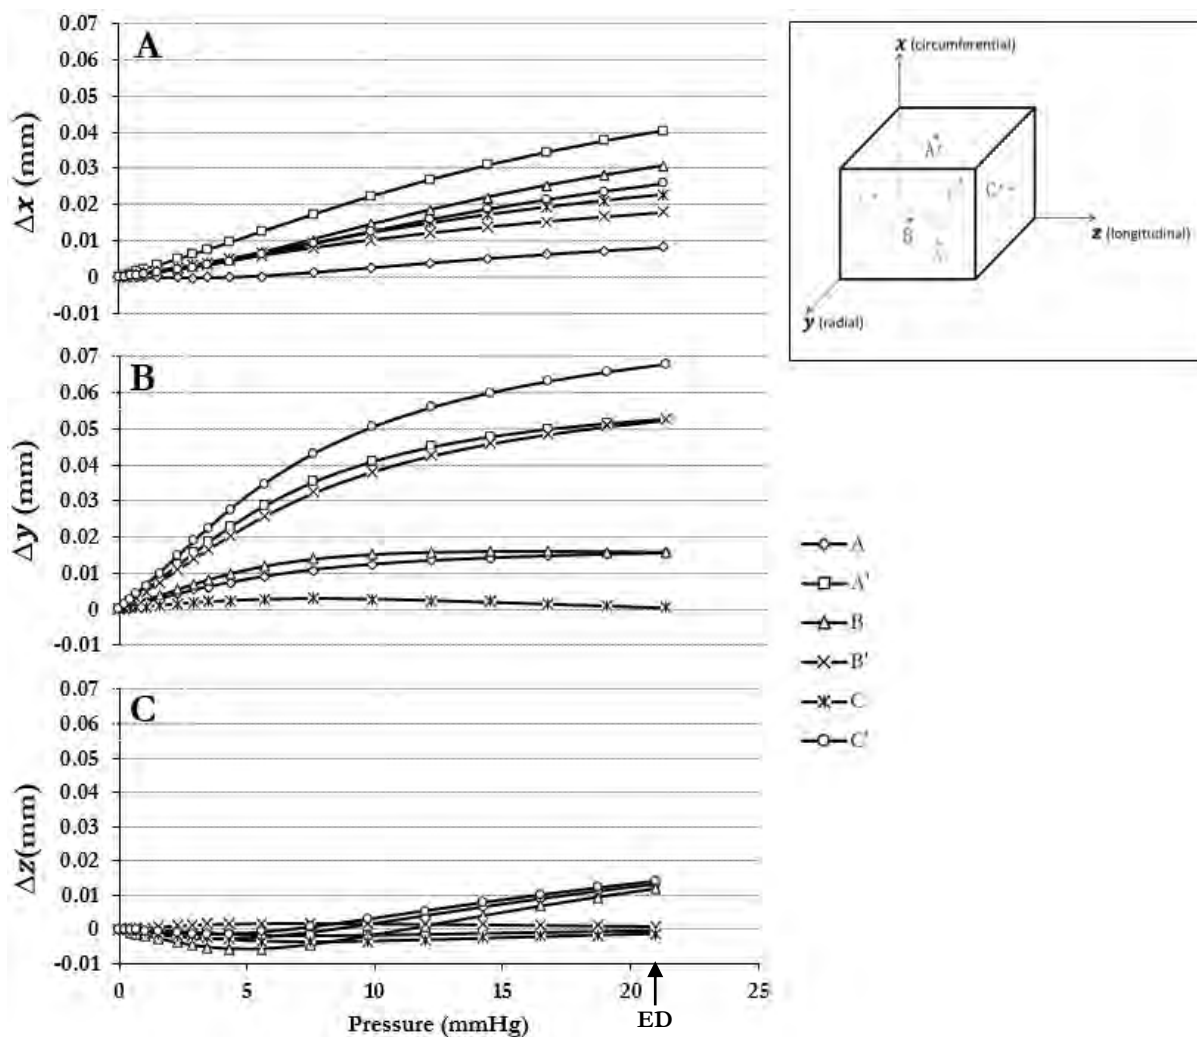 A
0.07
0.06
0.05
0.04
0.03
0.02
0.01
0
-0.01
Δx (mm)
x (circumferential)
A'
C'
B
z (longitudinal)
y (radial)
B
0.07
0.06
0.05
0.04
0.03
0.02
0.01
0
-0.01
Δy (mm)
A
A'
B
B'
C
C'
C
0.07
0.06
0.05
0.04
0.03
0.02
0.01
0
-0.01
Δz(mm)
0 5 10 15 20 25
Pressure (mmHg)
ED